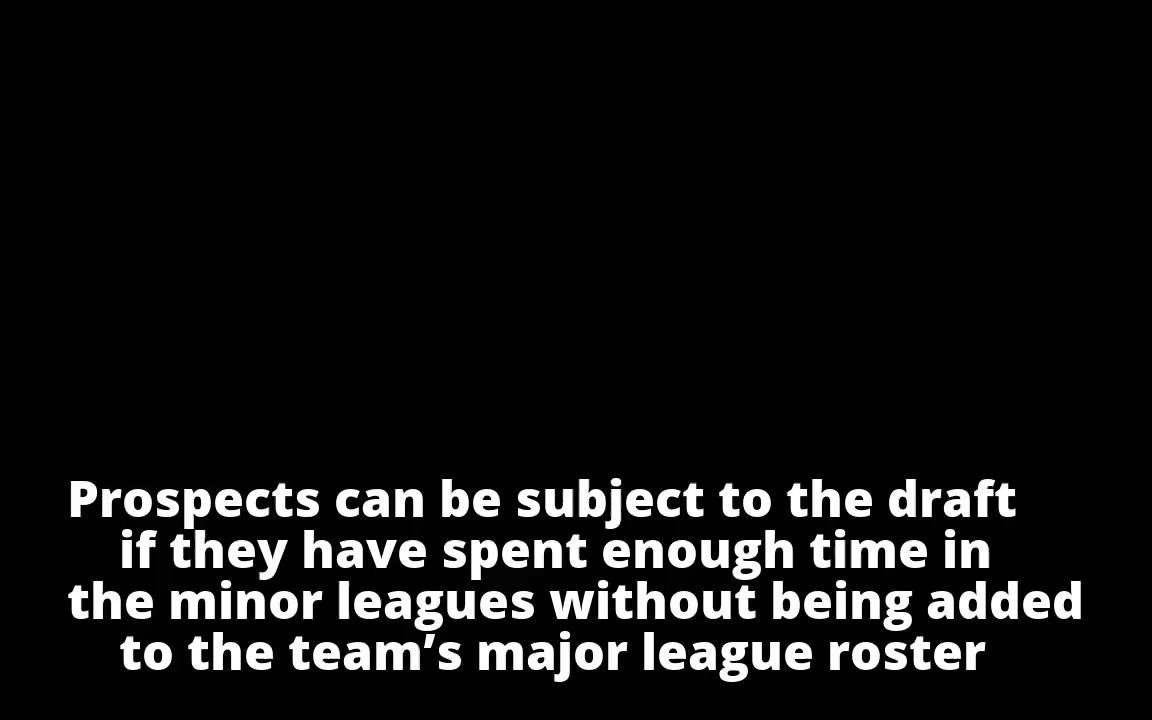 Prospects can be subject to the draft
if they have spent enough time in
the minor leagues without being added
to the team’s major league roster